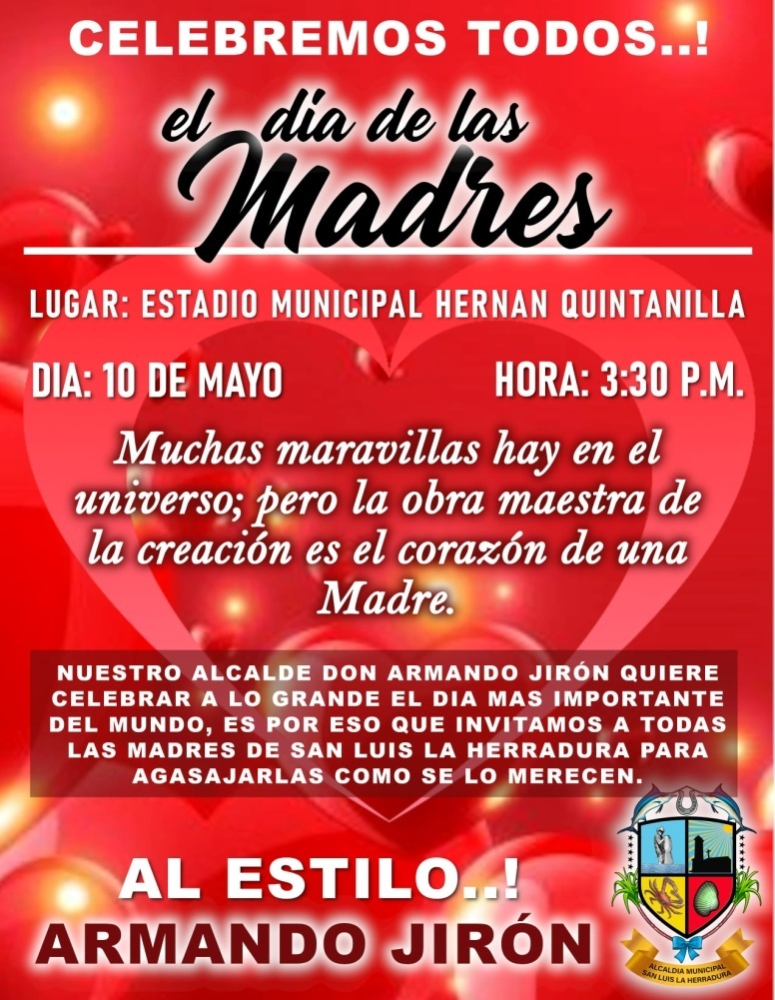 CELEBREMOS TODOS..!
el dia de las
Madres
LUGAR: ESTADIO MUNICIPAL HERNAN QUINTANILLA
DIA: 10 DE MAYO
HORA: 3:30 P.M.
Muchas maravillas hay en el
universo; pero la obra maestra de
la creación es el corazón de una
Madre.
NUESTRO ALCALDE DON ARMANDO JIRÓN QUIERE
CELEBRAR A LO GRANDE EL DIA MAS IMPORTANTE
DEL MUNDO, ES POR ESO QUE INVITAMOS A TODAS
LAS MADRES DE SAN LUIS LA HERRADURA PARA
AGASAJARLAS COMO SE LO MERECEN.
AL ESTILO..!
ARMANDO JIRÓN
ALCALDIA MUNICIPAL
SAN LUIS LA HERRADURA